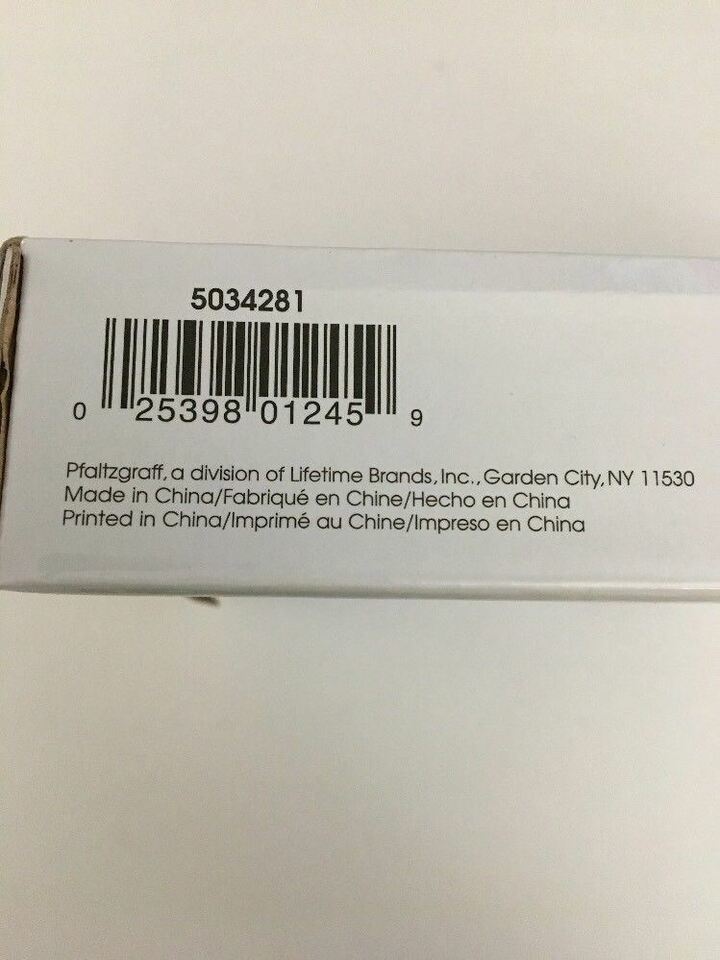 5034281
0 25398 01245 9
Pfaltzgraff, a division of Lifetime Brands, Inc., Garden City, NY 11530
Made in China/Fabriqué en Chine/Hecho en China
Printed in China/Imprimé au Chine/Impreso en China